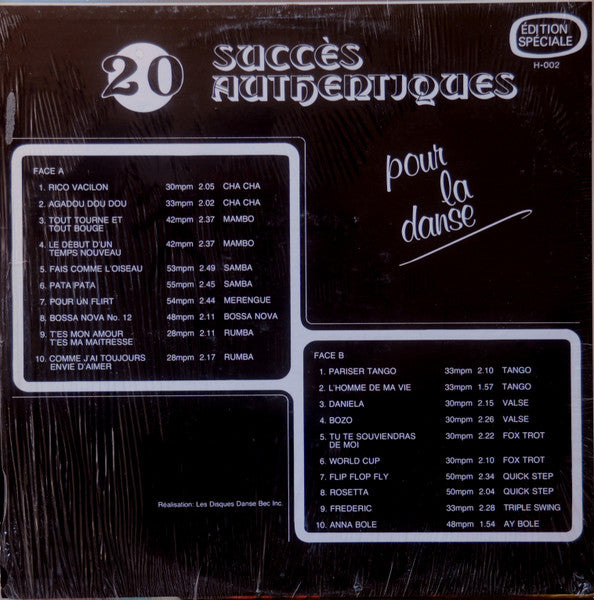 20 SUCCÈS
AUTHENTIQUES
ÉDITION
SPÉCIALE
H-002
pour
la
danse
FACE A
1. RICO VACILON 30mpm 2.05 CHA CHA
2. AGADOU DOU DOU 33mpm 2.02 CHA CHA
3. TOUT TOURNE ET 42mpm 2.37 MAMBO
TOUT BOUGE
4. LE DÉBUT D'UN 42mpm 2.37 MAMBO
TEMPS NOUVEAU
5. FAIS COMME L'OISEAU 53mpm 2.49 SAMBA
6. PATA PATA 55mpm 2.45 SAMBA
7. POUR UN FLIRT 54mpm 2.44 MERENGUE
8. BOSSA NOVA No. 12 48mpm 2.11 BOSSA NOVA
9. T'ES MON AMOUR 28mpm 2.11 RUMBA
T'ES MA MAITRESSE
10. COMME J'AI TOUJOURS 28mpm 2.17 RUMBA
ENVIE D'AIMER
FACE B
1. PARISER TANGO 33mpm 2.10 TANGO
2. L'HOMME DE MA VIE 33mpm 1.57 TANGO
3. DANIELA 30mpm 2.15 VALSE
4. BOZO 30mpm 2.26 VALSE
5. TU TE SOUVIENDRAS 30mpm 2.22 FOX TROT
DE MOI
6. WORLD CUP 30mpm 2.10 FOX TROT
7. FLIP FLOP FLY 50mpm 2.34 QUICK STEP
8. ROSETTA 50mpm 2.04 QUICK STEP
9. FREDERIC 33mpm 2.28 TRIPLE SWING
10. ANNA BOLE 48mpm 1.54 AY BOLE
Réalisation: Les Disques Danse Bec Inc.